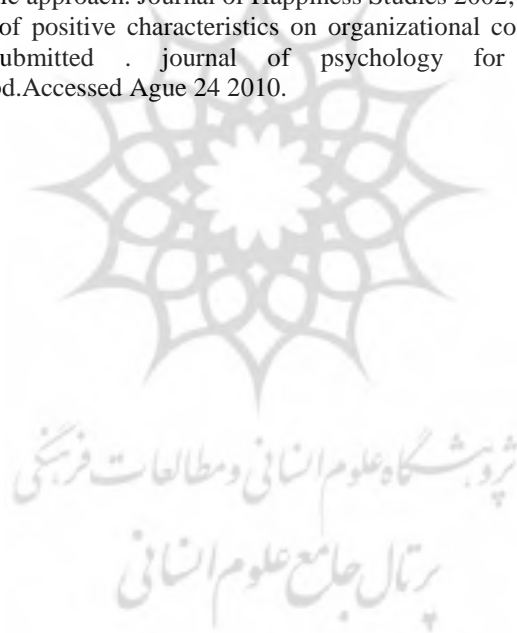 ic approach. Journal of Happiness Studies 2002,
of positive characteristics on organizational co
ubmitted . journal of psychology for
od.Accessed Ague 24 2010.
پژوهشگاه علوم انسانی و مطالعات فرهنگی
پرتال جامع علوم انسانی